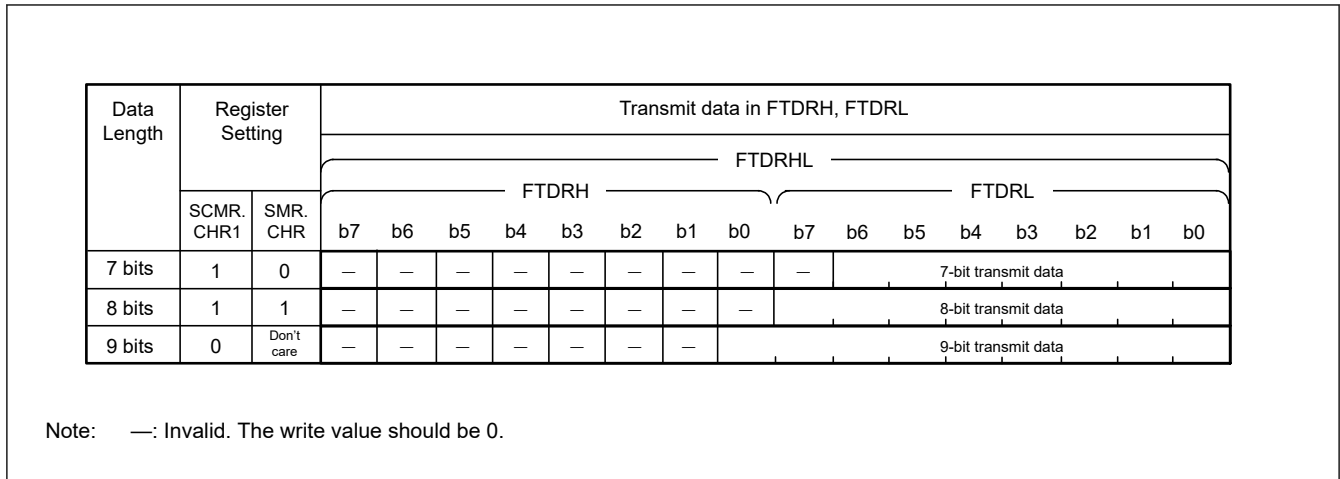 Data Length Register Setting Transmit data in FTDRH, FTDRL
FTDRHL
FTDRH FTDRL
SCMR. CHR1 SMR. CHR b7 b6 b5 b4 b3 b2 b1 b0 b7 b6 b5 b4 b3 b2 b1 b0
7 bits 1 0 — — — — — — — — — 7-bit transmit data
8 bits 1 1 — — — — — — — — 8-bit transmit data
9 bits 0 Don't care — — — — — — — 9-bit transmit data
Note: —: Invalid. The write value should be 0.